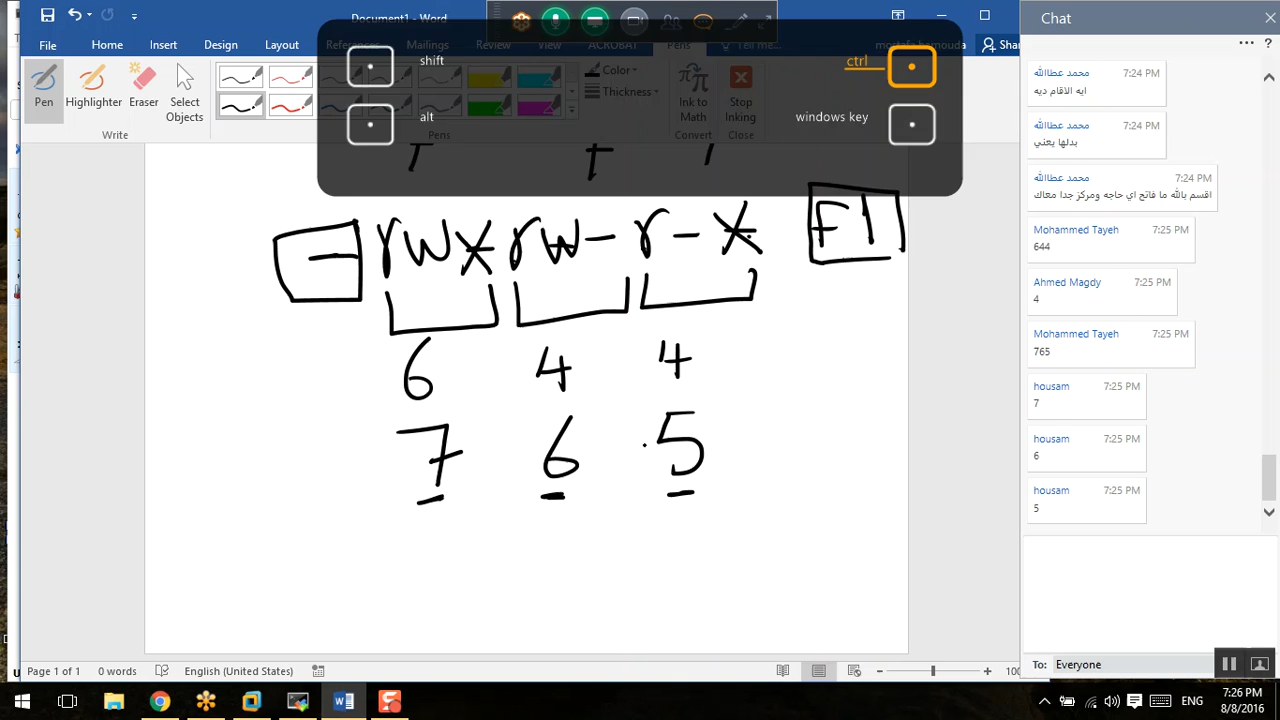 Document1 - Word
File Home Insert Design Layout References Mailings Review View ACROBAT Pens Tell me... mostafa hamouda Shar
shift
ctrl
alt
windows key
Pen Highlighter Eraser Select Objects
Color
Thickness
Ink to Math
Stop Inking
Write Pens Convert Close
- rwx rw- r-x F1
6 4 4
7 6 5
Chat
محمد عطاالله 7:24 PM
ايه الاقام ديه
محمد عطاالله 7:24 PM
بدلها يعني
محمد عطاالله 7:24 PM
اقسم بالله ما فاتح اي حاجه ومركز جدا معاك
Mohammed Tayeh 7:25 PM
644
Ahmed Magdy 7:25 PM
4
Mohammed Tayeh 7:25 PM
765
housam 7:25 PM
7
housam 7:25 PM
6
housam 7:25 PM
5
To: Everyone
Page 1 of 1 0 words English (United States) 100
ENG 7:26 PM
8/8/2016